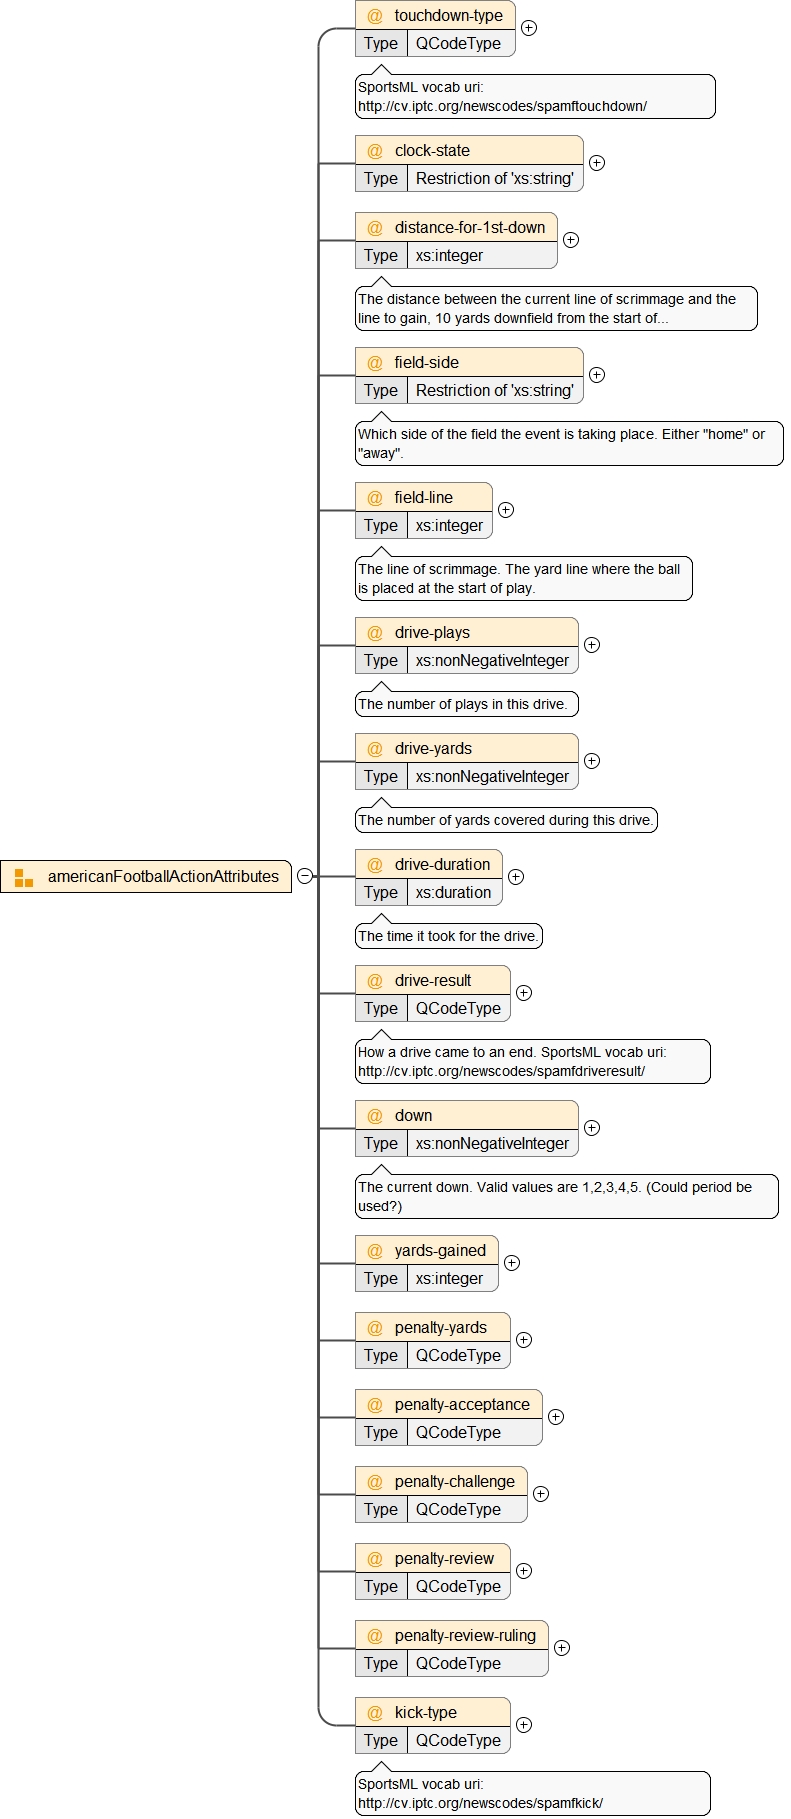 @ touchdown-type
Type QCodeType
SportsML vocab uri:
http://cv.iptc.org/newscodes/spamftouchdown/
@ clock-state
Type Restriction of 'xs:string'
@ distance-for-1st-down
Type xs:integer
The distance between the current line of scrimmage and the
line to gain, 10 yards downfield from the start of...
@ field-side
Type Restriction of 'xs:string'
Which side of the field the event is taking place. Either "home" or
"away".
@ field-line
Type xs:integer
The line of scrimmage. The yard line where the ball
is placed at the start of play.
@ drive-plays
Type xs:nonNegativeInteger
The number of plays in this drive.
@ drive-yards
Type xs:nonNegativeInteger
The number of yards covered during this drive.
americanFootballActionAttributes
@ drive-duration
Type xs:duration
The time it took for the drive.
@ drive-result
Type QCodeType
How a drive came to an end. SportsML vocab uri:
http://cv.iptc.org/newscodes/spamfdriveresult/
@ down
Type xs:nonNegativeInteger
The current down. Valid values are 1,2,3,4,5. (Could period be
used?)
@ yards-gained
Type xs:integer
@ penalty-yards
Type QCodeType
@ penalty-acceptance
Type QCodeType
@ penalty-challenge
Type QCodeType
@ penalty-review
Type QCodeType
@ penalty-review-ruling
Type QCodeType
@ kick-type
Type QCodeType
SportsML vocab uri:
http://cv.iptc.org/newscodes/spamfkick/